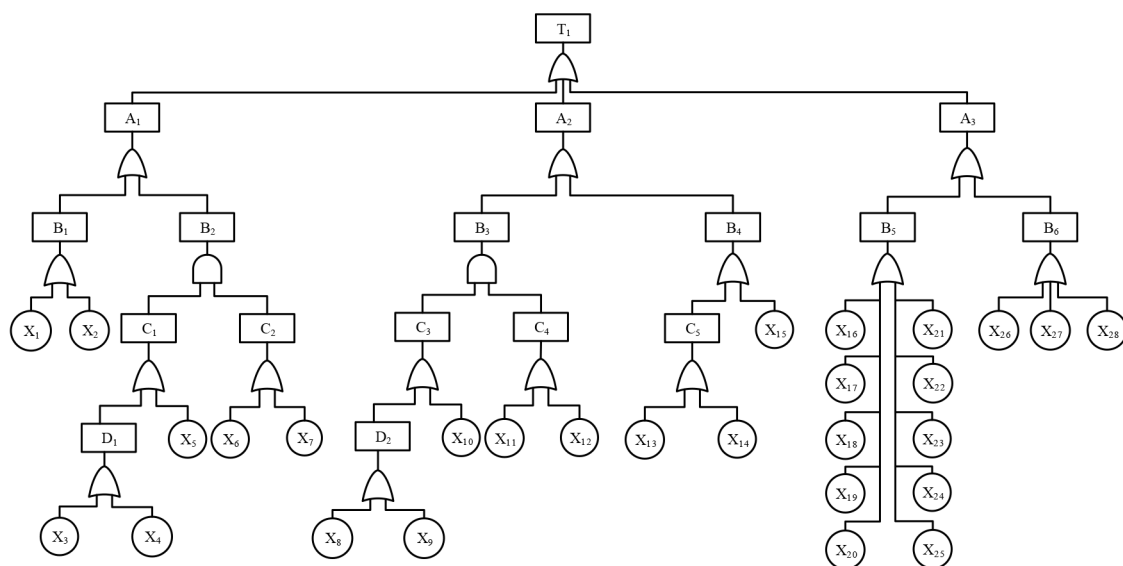 T₁
A₁ A₂ A₃
B₁ B₂ B₃ B₄ B₅ B₆
X₁ X₂ C₁ C₂ C₃ C₄ C₅ X₁₅ X₁₆ X₂₁ X₂₆ X₂₇ X₂₈
X₁₇ X₂₂
D₁ X₅ X₆ X₇ D₂ X₁₀ X₁₁ X₁₂ X₁₃ X₁₄ X₁₈ X₂₃
X₁₉ X₂₄
X₃ X₄ X₈ X₉ X₂₀ X₂₅